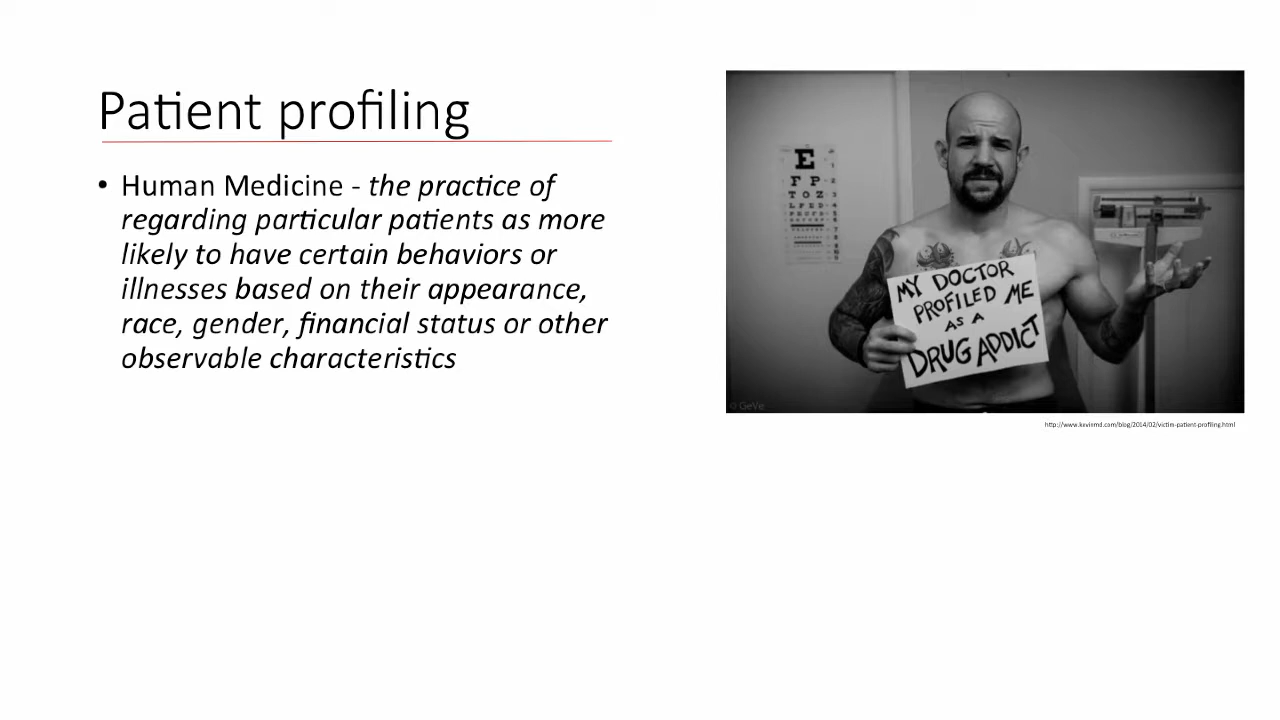 Patient profiling
• Human Medicine - the practice of
regarding particular patients as more
likely to have certain behaviors or
illnesses based on their appearance,
race, gender, financial status or other
observable characteristics
E
F P
T O Z
L P E D
MY DOCTOR
PROFILED ME
AS A
DRUG ADDICT
© GeVe
http://www.kevinmd.com/blog/2014/02/victim-patient-profiling.html